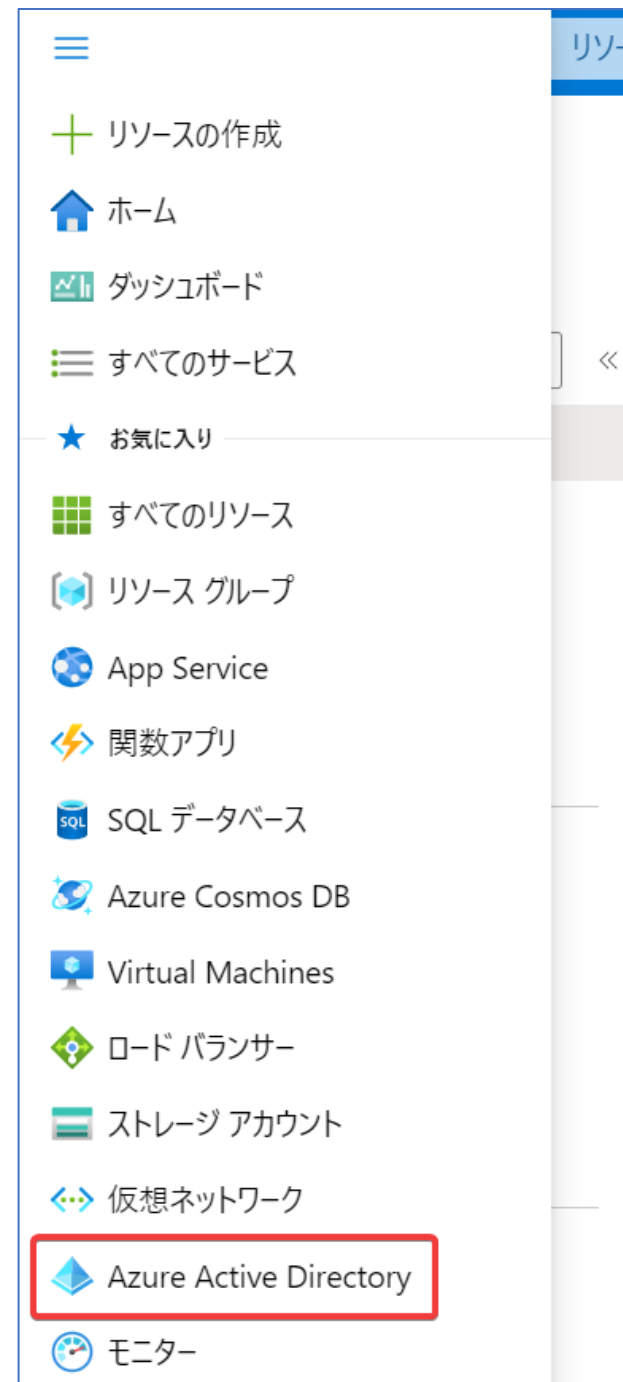 リソー
リソースの作成
ホーム
ダッシュボード
すべてのサービス
お気に入り
すべてのリソース
リソース グループ
App Service
関数アプリ
SQL データベース
Azure Cosmos DB
Virtual Machines
ロード バランサー
ストレージ アカウント
仮想ネットワーク
Azure Active Directory
モニター